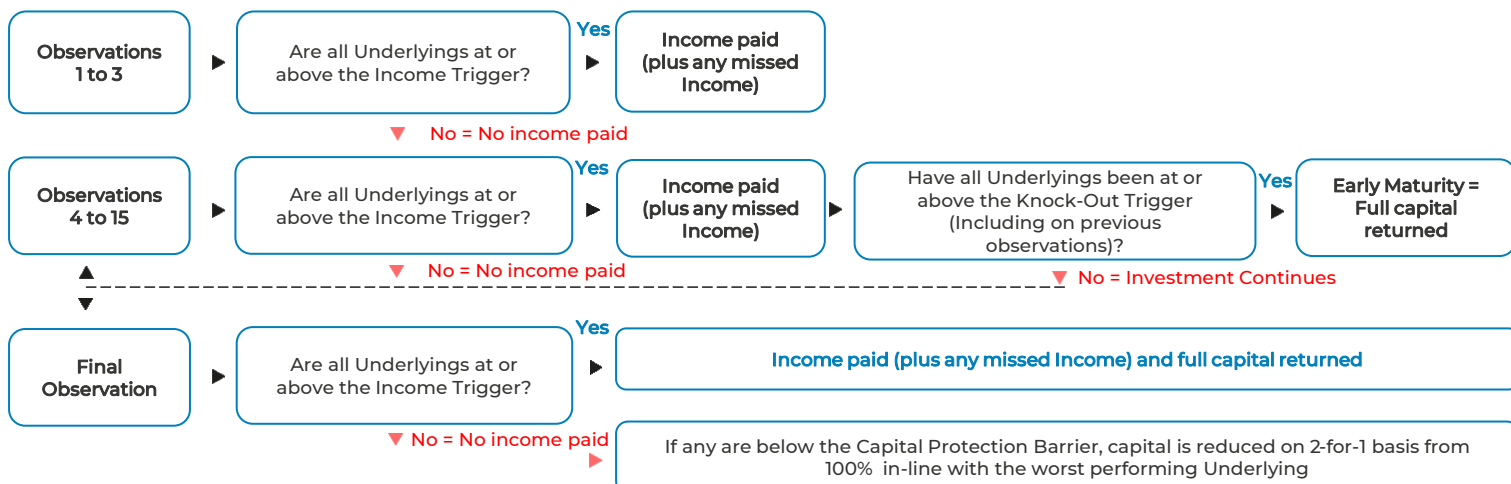 Observations
1 to 3
Are all Underlyings at or
above the Income Trigger?
Yes
Income paid
(plus any missed
Income)
No = No income paid
Observations
4 to 15
Are all Underlyings at or
above the Income Trigger?
Yes
Income paid
(plus any missed
Income)
Have all Underlyings been at or
above the Knock-Out Trigger
(Including on previous
observations)?
Yes
Early Maturity =
Full capital
returned
No = No income paid
No = Investment Continues
Final
Observation
Are all Underlyings at or
above the Income Trigger?
Yes
Income paid (plus any missed Income) and full capital returned
No = No income paid
If any are below the Capital Protection Barrier, capital is reduced on 2-for-1 basis from
100% in-line with the worst performing Underlying